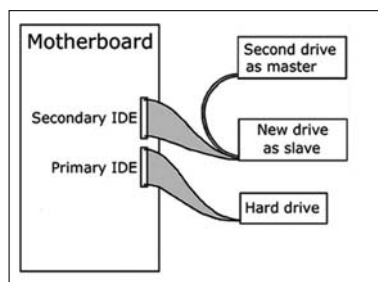 Motherboard
Second drive
as master
Secondary IDE
New drive
as slave
Primary IDE
Hard drive